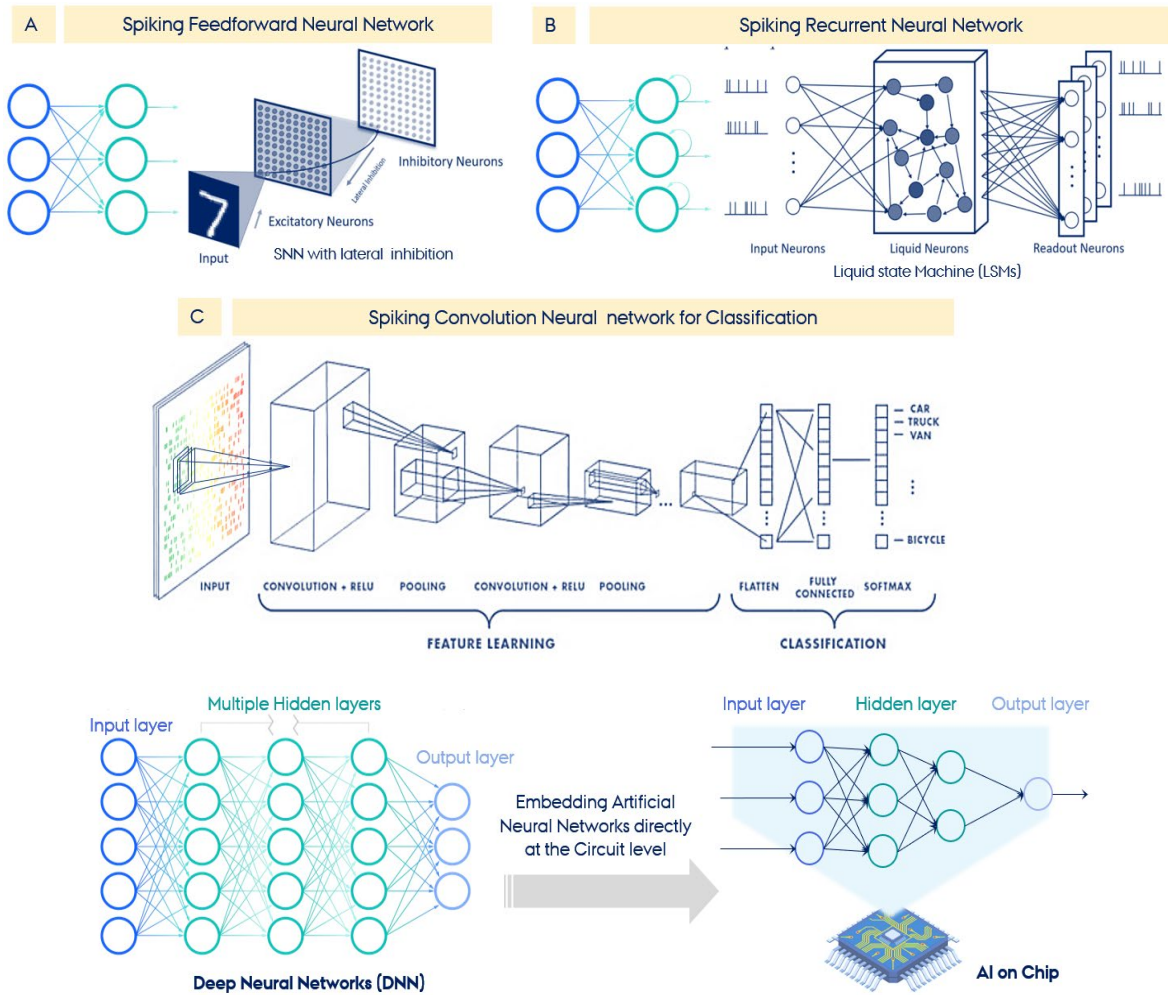 A
Spiking Feedforward Neural Network
Inhibitory Neurons
Lateral Inhibition
Excitatory Neurons
Input
SNN with lateral inhibition
B
Spiking Recurrent Neural Network
Input Neurons
Liquid Neurons
Readout Neurons
Liquid state Machine (LSMs)
C
Spiking Convolution Neural network for Classification
CAR
TRUCK
VAN
BICYCLE
INPUT
CONVOLUTION + RELU
POOLING
CONVOLUTION + RELU
POOLING
FLATTEN
FULLY
CONNECTED
SOFTMAX
FEATURE LEARNING
CLASSIFICATION
Multiple Hidden layers
Input layer
Output layer
Deep Neural Networks (DNN)
Embedding Artificial
Neural Networks directly
at the Circuit level
Input layer
Hidden layer
Output layer
AI on Chip